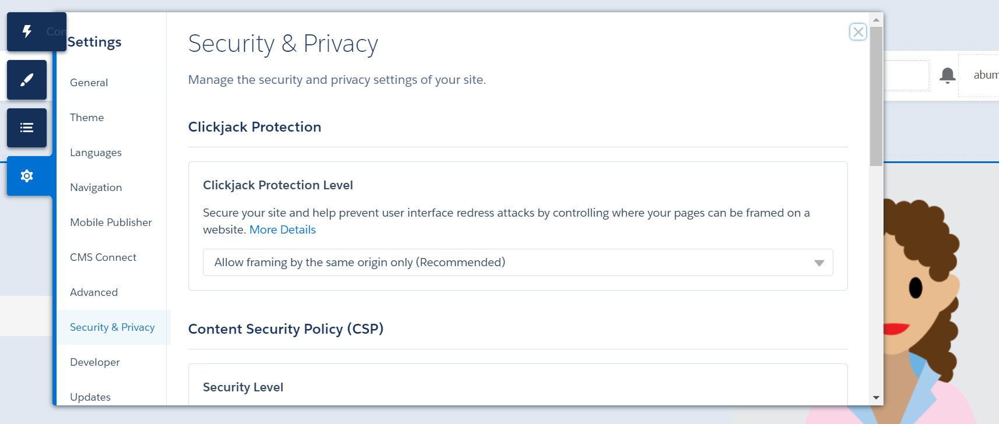 Settings
General
Theme
Languages
Navigation
Mobile Publisher
CMS Connect
Advanced
Security & Privacy
Developer
Updates
Security & Privacy
Manage the security and privacy settings of your site.
Clickjack Protection
Clickjack Protection Level
Secure your site and help prevent user interface redress attacks by controlling where your pages can be framed on a
website. More Details
Allow framing by the same origin only (Recommended)
Content Security Policy (CSP)
Security Level